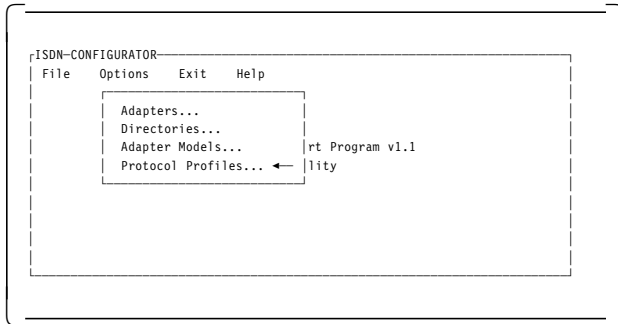 ISDN-CONFIGURATOR
File Options Exit Help
Adapters...
Directories...
Adapter Models... rt Program v1.1
Protocol Profiles... lity